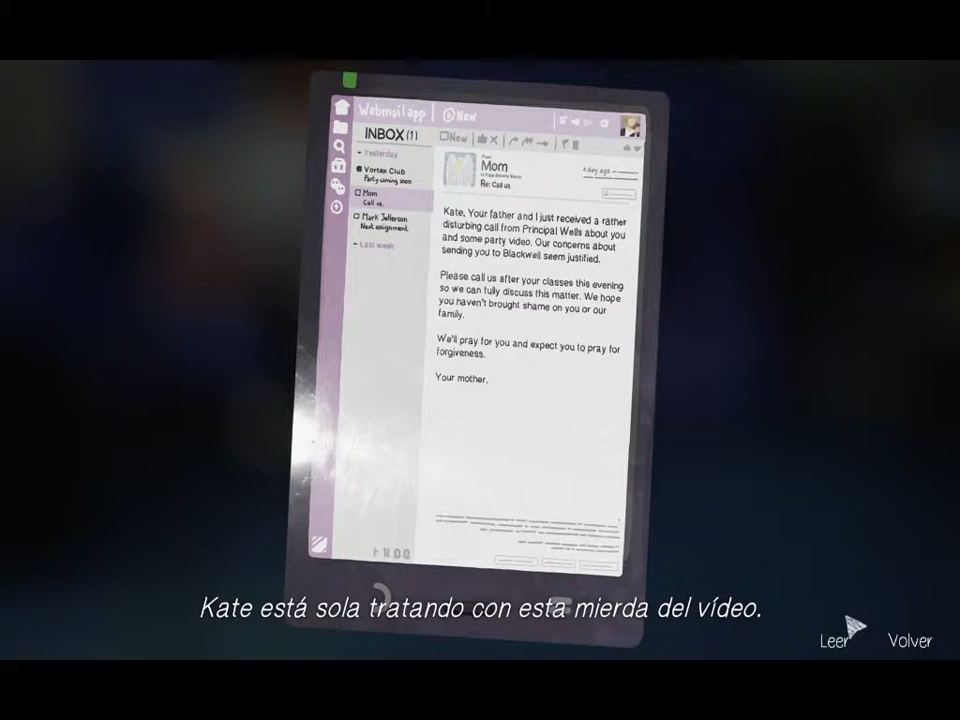 Webmail app
New
INBOX (1)
New
Yesterday
Vortex Club
Party coming soon
Mom
Call us.
Mark Jefferson
Next assignment
Last week
Mom
Re: Call us.
Kate, Your father and I just received a rather
disturbing call from Principal Wells about you
and some party video. Our concerns about
sending you to Blackwell seem justified.
Please call us after your classes this evening
so we can fully discuss this matter. We hope
you haven't brought shame on you or our
family.
We'll pray for you and expect you to pray for
forgiveness.
Your mother.
Kate está sola tratando con esta mierda del vídeo.
Leer
Volver